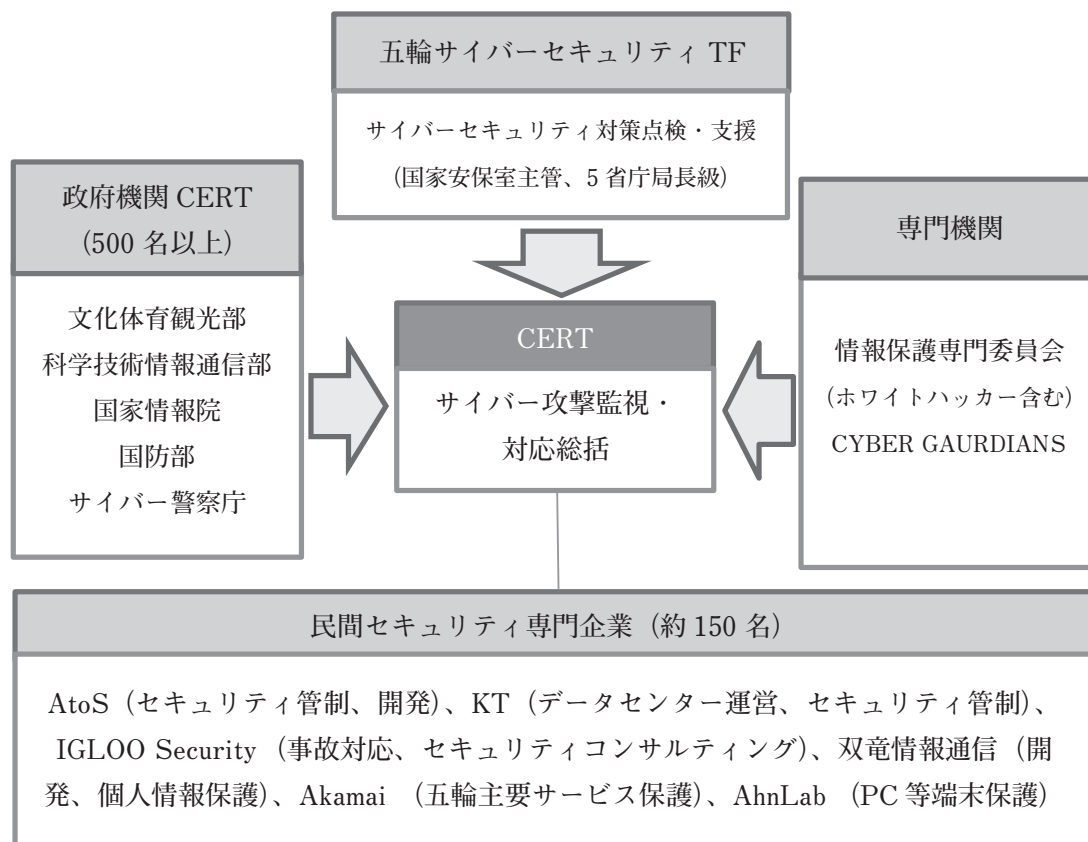 五輪サイバーセキュリティ TF
サイバーセキュリティ対策点検・支援
(国家安保室主管、5 省庁局長級)
政府機関 CERT
(500 名以上)
文化体育観光部
科学技術情報通信部
国家情報院
国防部
サイバー警察庁
CERT
サイバー攻撃監視・
対応総括
専門機関
情報保護専門委員会
(ホワイトハッカー含む)
CYBER GAURDIANS
民間セキュリティ専門企業（約 150 名）
AtoS（セキュリティ管制、開発）、KT（データセンター運営、セキュリティ管制）、
IGLOO Security（事故対応、セキュリティコンサルティング）、双竜情報通信（開
発、個人情報保護）、Akamai （五輪主要サービス保護）、AhnLab （PC 等端末保護）